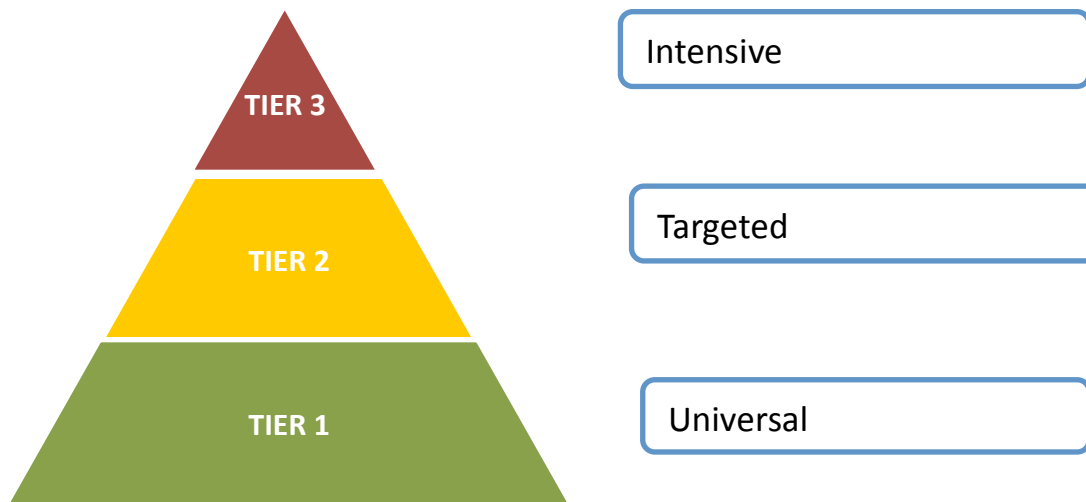 Intensive
TIER 3
Targeted
TIER 2
Universal
TIER 1